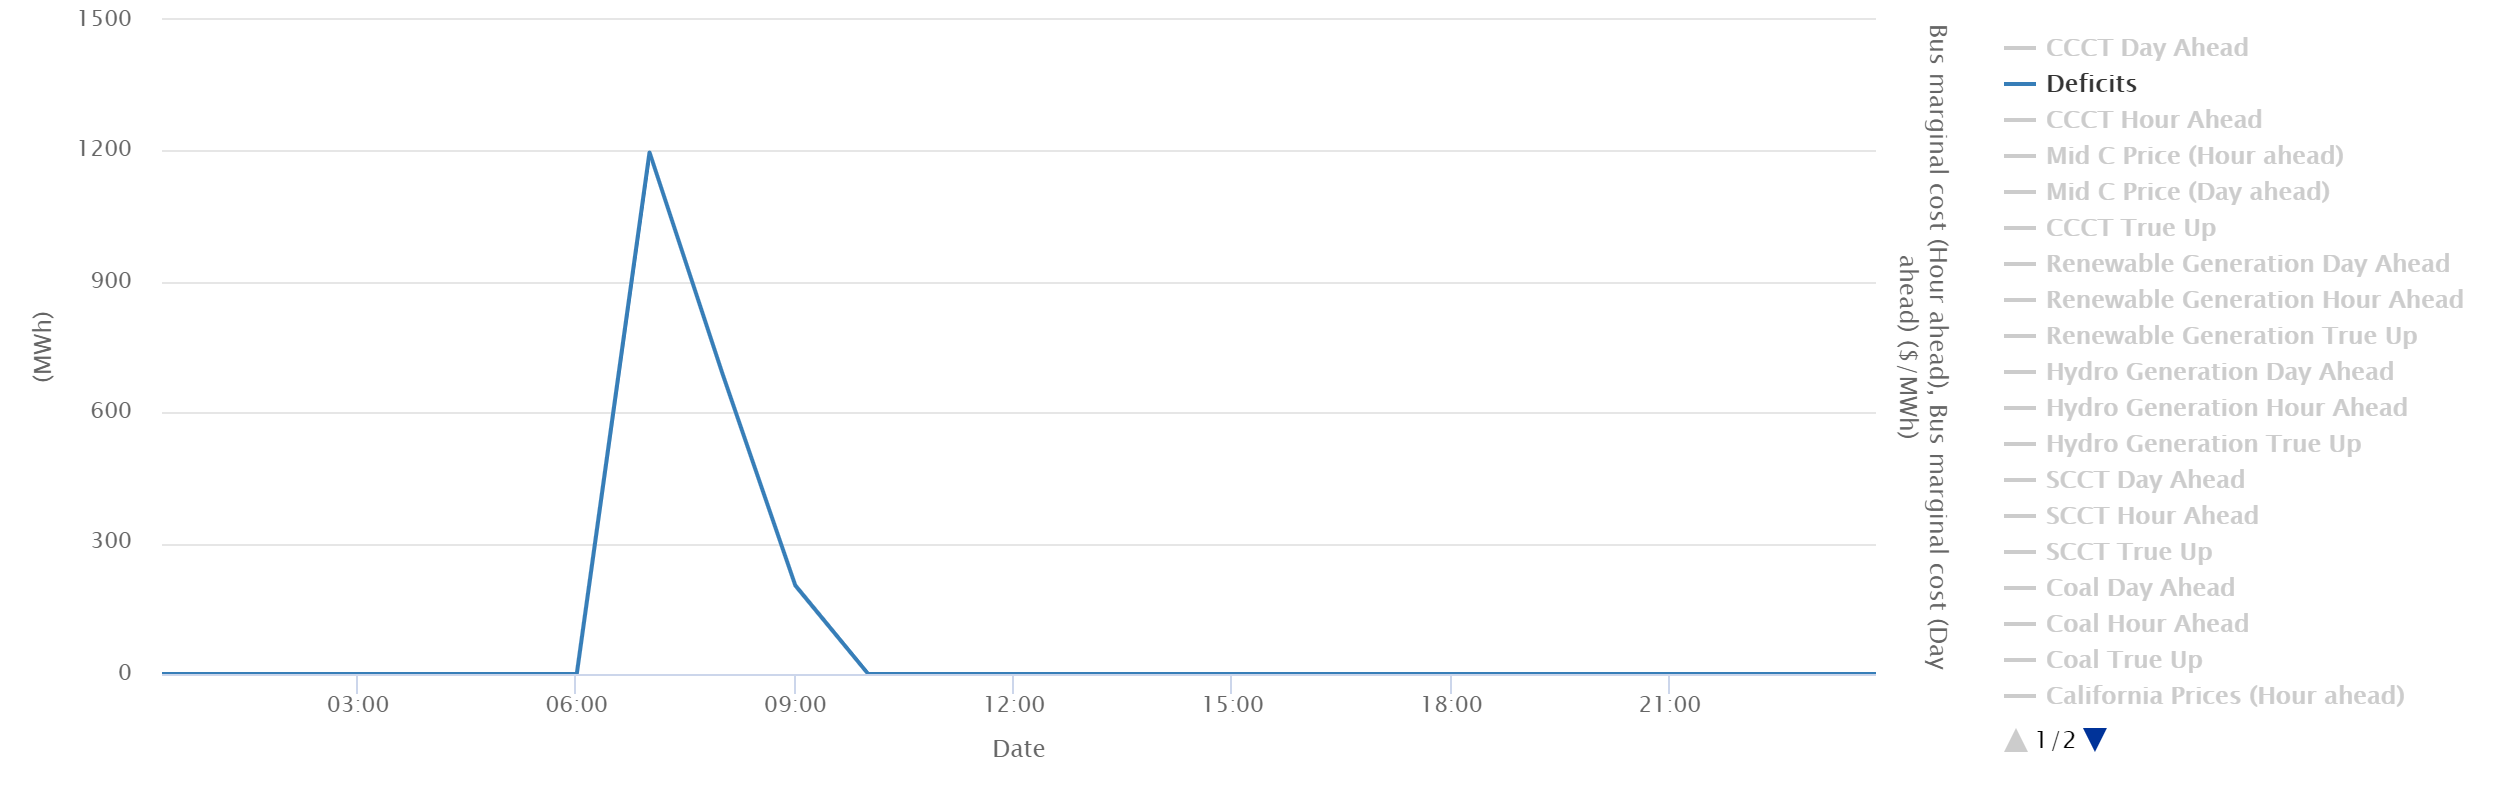 1500
1200
900
600
300
0
(MWh)
03:00
06:00
09:00
12:00
15:00
18:00
21:00
Date
Bus marginal cost (Hour ahead), Bus marginal cost (Day
ahead) ($/MWh)
CCCT Day Ahead
Deficits
CCCT Hour Ahead
Mid C Price (Hour ahead)
Mid C Price (Day ahead)
CCCT True Up
Renewable Generation Day Ahead
Renewable Generation Hour Ahead
Renewable Generation True Up
Hydro Generation Day Ahead
Hydro Generation Hour Ahead
Hydro Generation True Up
SCCT Day Ahead
SCCT Hour Ahead
SCCT True Up
Coal Day Ahead
Coal Hour Ahead
Coal True Up
California Prices (Hour ahead)
1/2